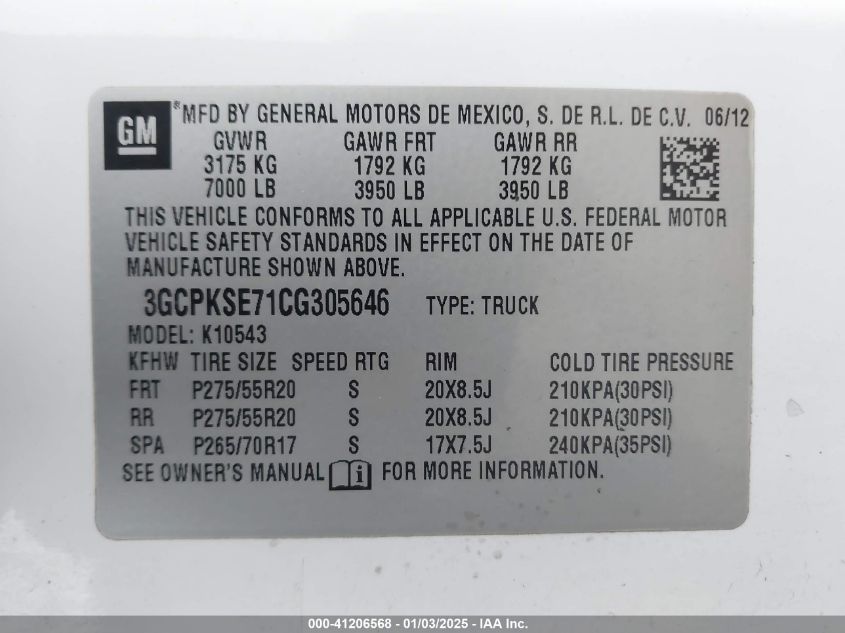 GM
® MFD BY GENERAL MOTORS DE MEXICO, S. DE R.L. DE C.V. 06/12
GVWR GAWR FRT GAWR RR
3175 KG 1792 KG 1792 KG
7000 LB 3950 LB 3950 LB
THIS VEHICLE CONFORMS TO ALL APPLICABLE U.S. FEDERAL MOTOR
VEHICLE SAFETY STANDARDS IN EFFECT ON THE DATE OF
MANUFACTURE SHOWN ABOVE.
3GCPKSE71CG305646 TYPE: TRUCK
MODEL: K10543
KFHW TIRE SIZE SPEED RTG RIM COLD TIRE PRESSURE
FRT P275/55R20 S 20X8.5J 210KPA(30PSI)
RR P275/55R20 S 20X8.5J 210KPA(30PSI)
SPA P265/70R17 S 17X7.5J 240KPA(35PSI)
SEE OWNER'S MANUAL i FOR MORE INFORMATION.
000-41206568 - 01/03/2025 - Copyright IAA, Inc.